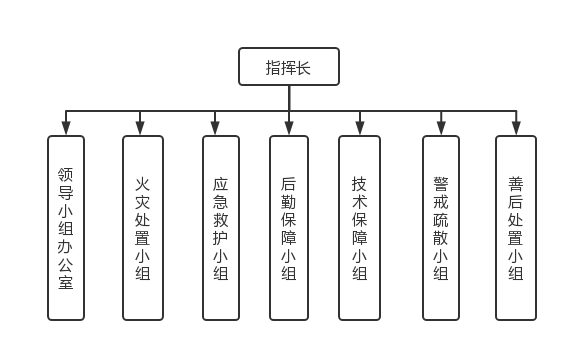 指挥长
领导小组办公室
火灾处置小组
应急救护小组
后勤保障小组
技术保障小组
警戒疏散小组
善后处置小组